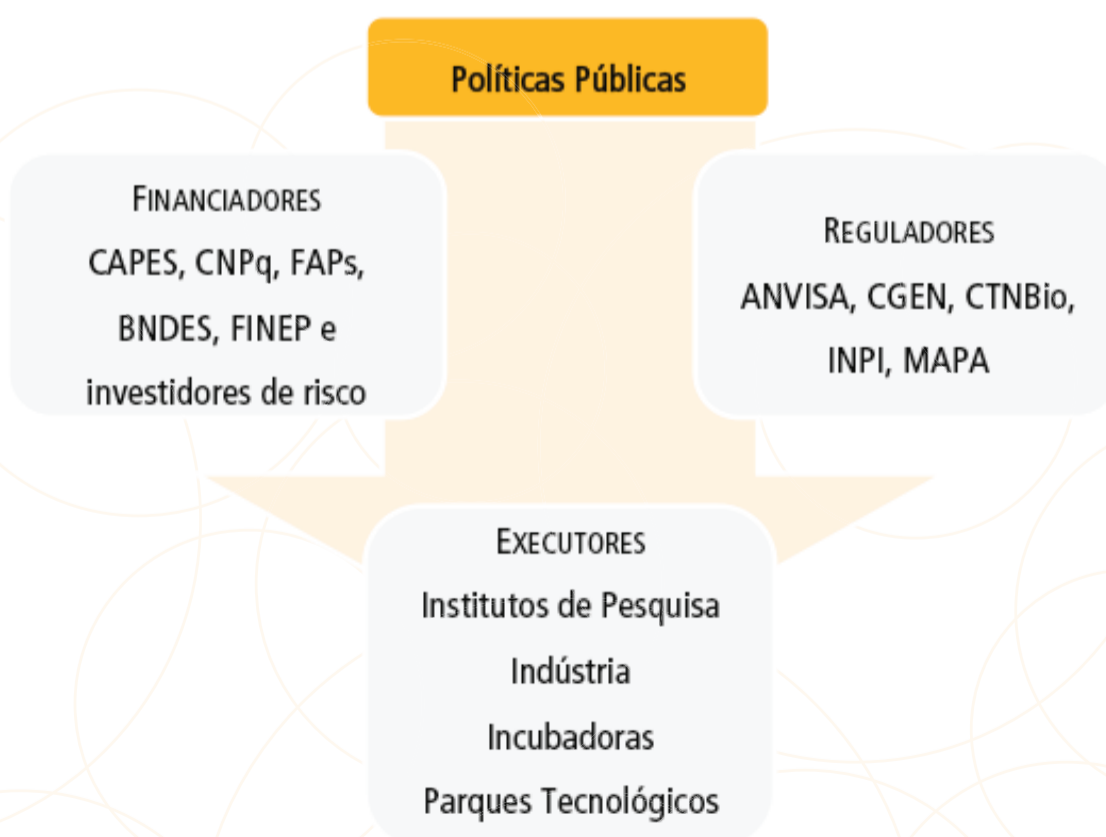 Políticas Públicas
FINANCIADORES
CAPES, CNPq, FAPs,
BNDES, FINEP e
investidores de risco
REGULADORES
ANVISA, CGEN, CTNBio,
INPI, MAPA
EXECUTORES
Institutos de Pesquisa
Indústria
Incubadoras
Parques Tecnológicos